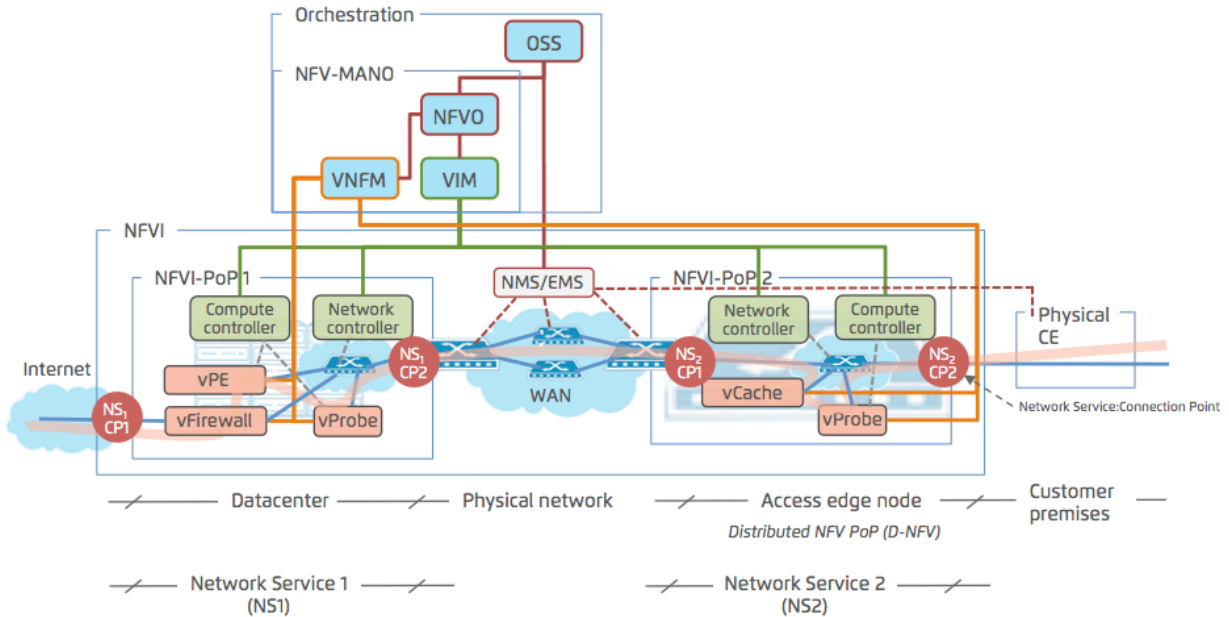 Orchestration
OSS
NFV-MANO
NFVO
VNFM
VIM
NFVI
NFVI-PoP 1
NMS/EMS
NFVI-PoP 2
Compute
controller
Network
controller
Network
controller
Compute
controller
Physical
CE
Internet
vPE
NS1
CP2
WAN
NS2
CP1
NS2
CP2
vCache
NS1
CP1
vFirewall
vProbe
vProbe
Network Service:Connection Point
Datacenter
Physical network
Access edge node
Customer
premises
Distributed NFV PoP (D-NFV)
Network Service 1
(NS1)
Network Service 2
(NS2)